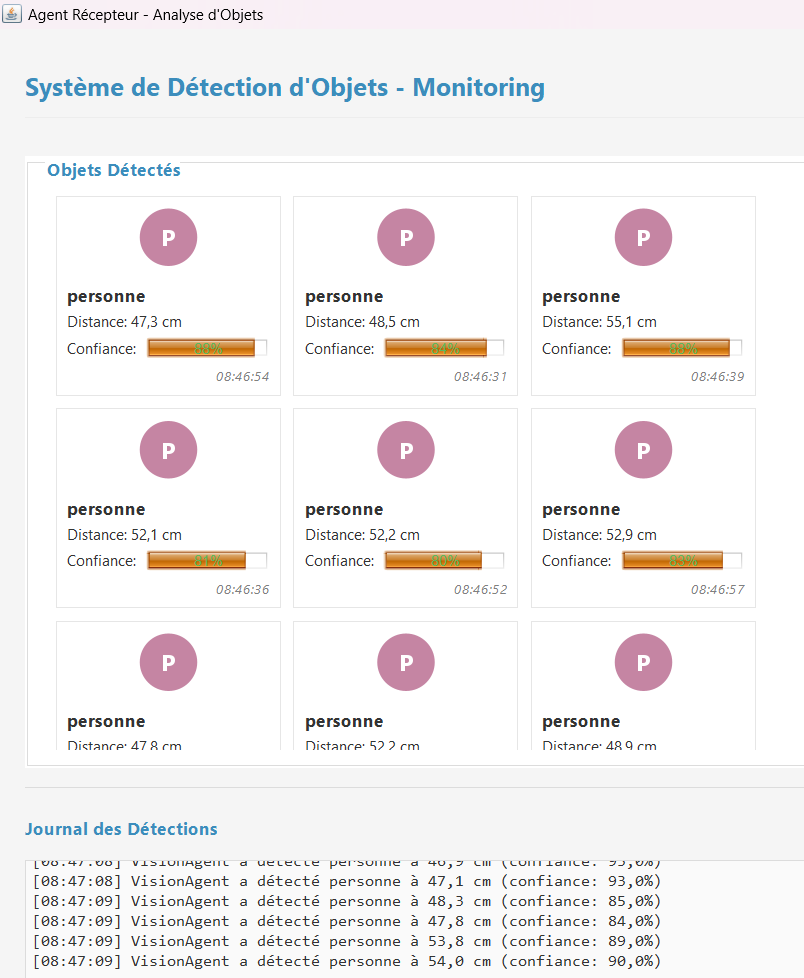 Agent Récepteur - Analyse d'Objets
Système de Détection d'Objets - Monitoring
Objets Détectés
P P P
personne personne personne
Distance: 47,3 cm Distance: 48,5 cm Distance: 55,1 cm
Confiance: Confiance: 84% Confiance: 88%
08:46:54 08:46:31 08:46:39
P P P
personne personne personne
Distance: 52,1 cm Distance: 52,2 cm Distance: 52,9 cm
Confiance: 81% Confiance: 80% Confiance: 83%
08:46:36 08:46:52 08:46:57
P P P
personne personne personne
Distance: 47,8 cm Distance: 52,2 cm Distance: 48,9 cm
Journal des Détections
[08:47:08] VisionAgent a détecté personne à 46,9 cm (confiance: 95,0%)
[08:47:08] VisionAgent a détecté personne à 47,1 cm (confiance: 93,0%)
[08:47:09] VisionAgent a détecté personne à 48,3 cm (confiance: 85,0%)
[08:47:09] VisionAgent a détecté personne à 47,8 cm (confiance: 84,0%)
[08:47:09] VisionAgent a détecté personne à 53,8 cm (confiance: 89,0%)
[08:47:09] VisionAgent a détecté personne à 54,0 cm (confiance: 90,0%)